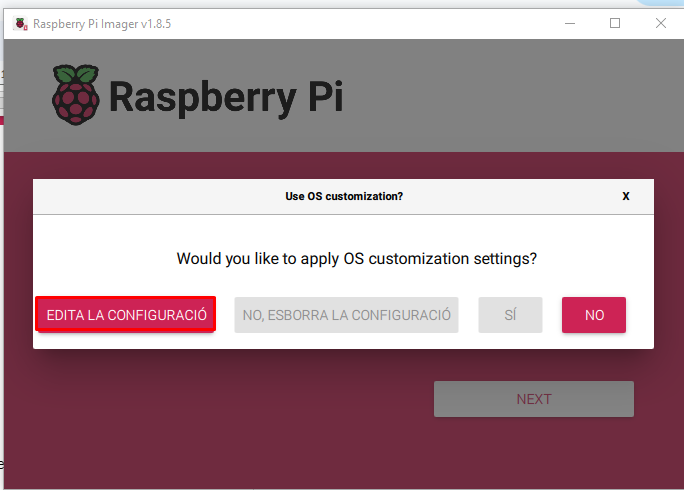 Raspberry Pi Imager v1.8.5
Raspberry Pi
Use OS customization?
X
Would you like to apply OS customization settings?
EDITA LA CONFIGURACIÓ
NO, ESBORRA LA CONFIGURACIÓ
SÍ
NO
NEXT